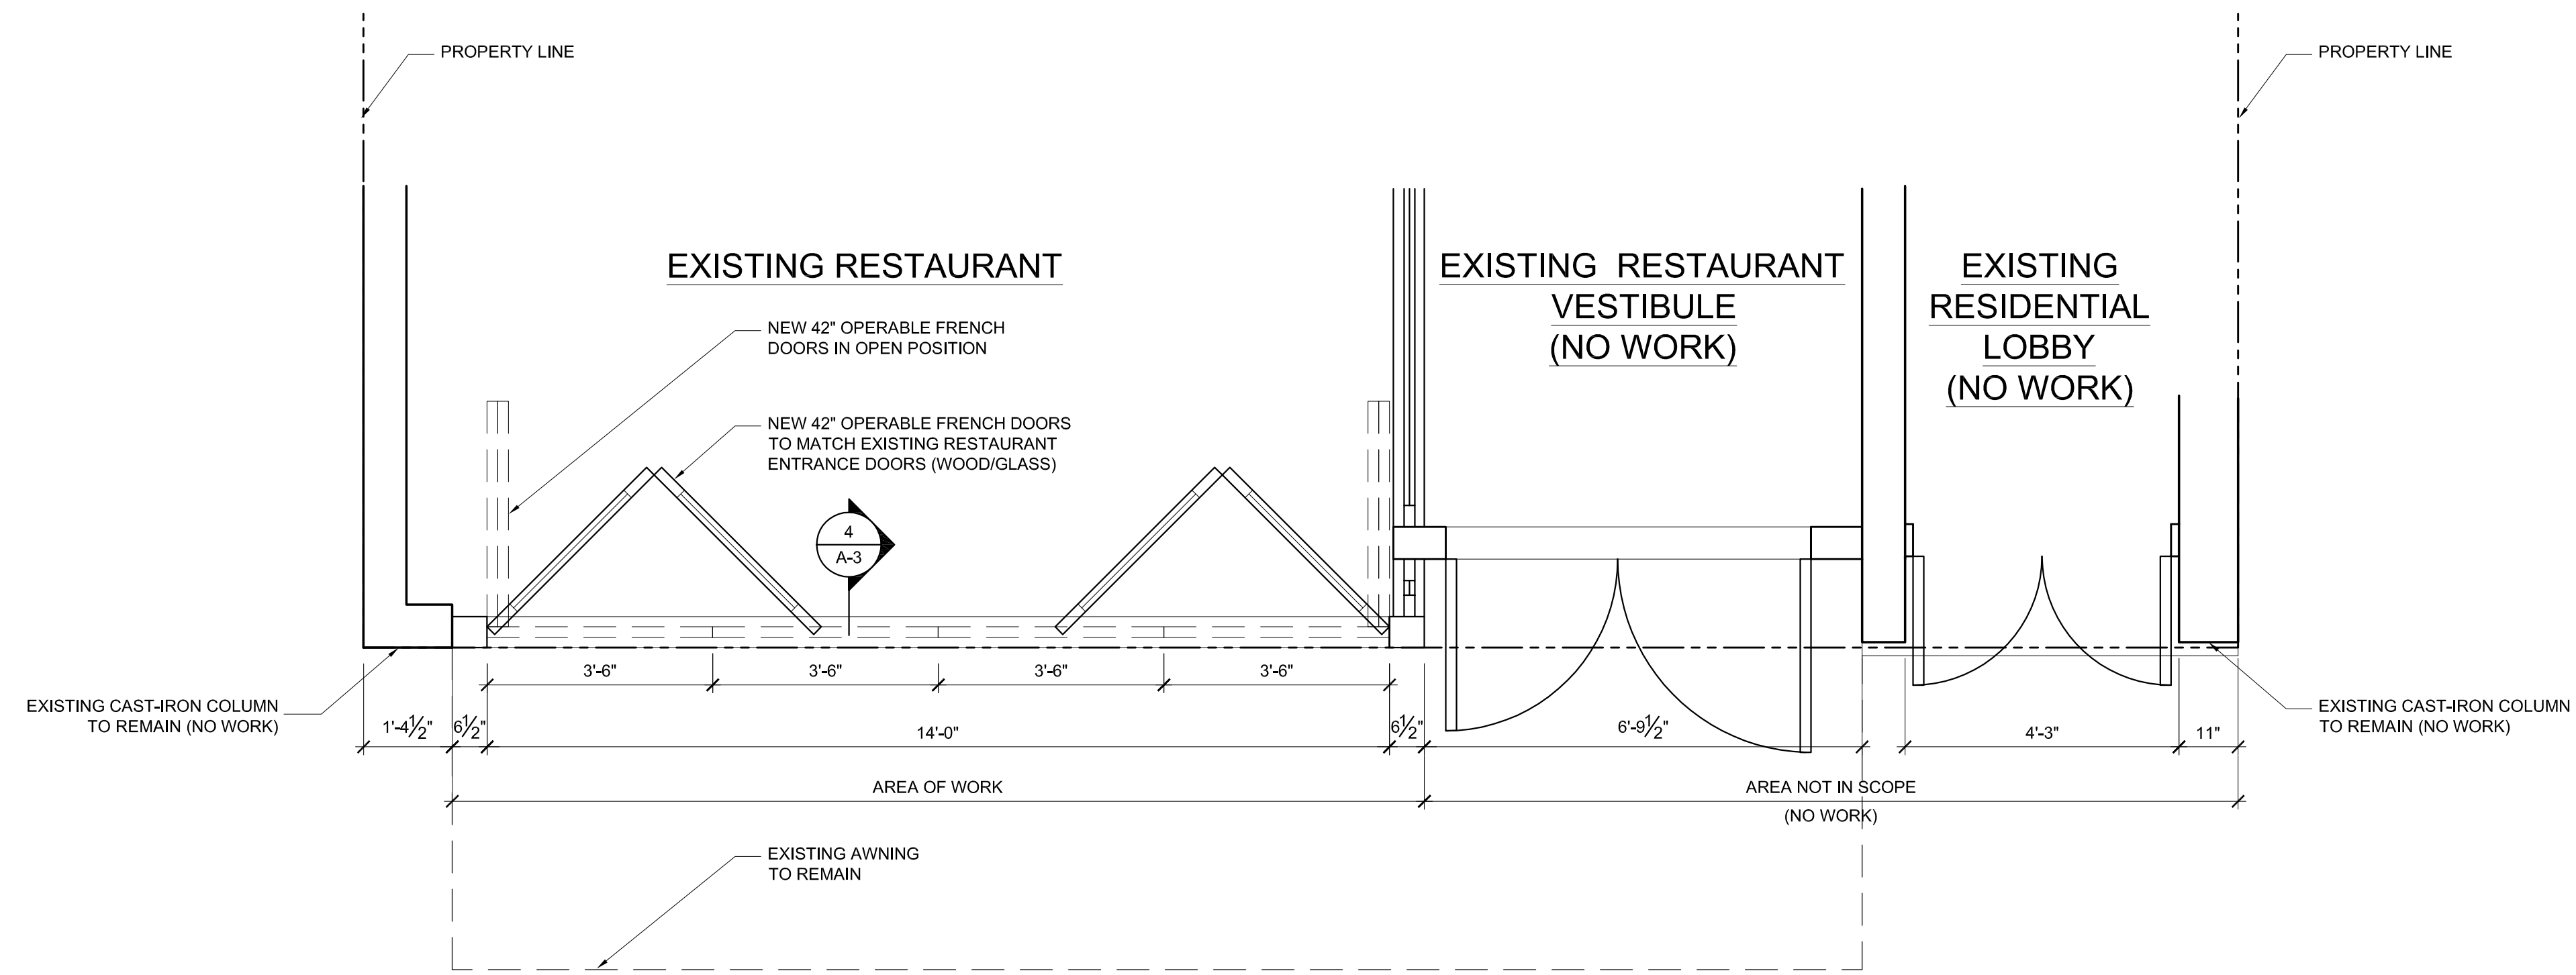 PROPERTY LINE
PROPERTY LINE
EXISTING RESTAURANT
EXISTING RESTAURANT
VESTIBULE
(NO WORK)
EXISTING
RESIDENTIAL
LOBBY
(NO WORK)
NEW 42" OPERABLE FRENCH
DOORS IN OPEN POSITION
NEW 42" OPERABLE FRENCH DOORS
TO MATCH EXISTING RESTAURANT
ENTRANCE DOORS (WOOD/GLASS)
4
A-3
3'-6"
3'-6"
3'-6"
3'-6"
EXISTING CAST-IRON COLUMN
TO REMAIN (NO WORK)
EXISTING CAST-IRON COLUMN
TO REMAIN (NO WORK)
1'-4½"
6½"
14'-0"
6½"
6'-9½"
4'-3"
11"
AREA OF WORK
AREA NOT IN SCOPE
(NO WORK)
EXISTING AWNING
TO REMAIN